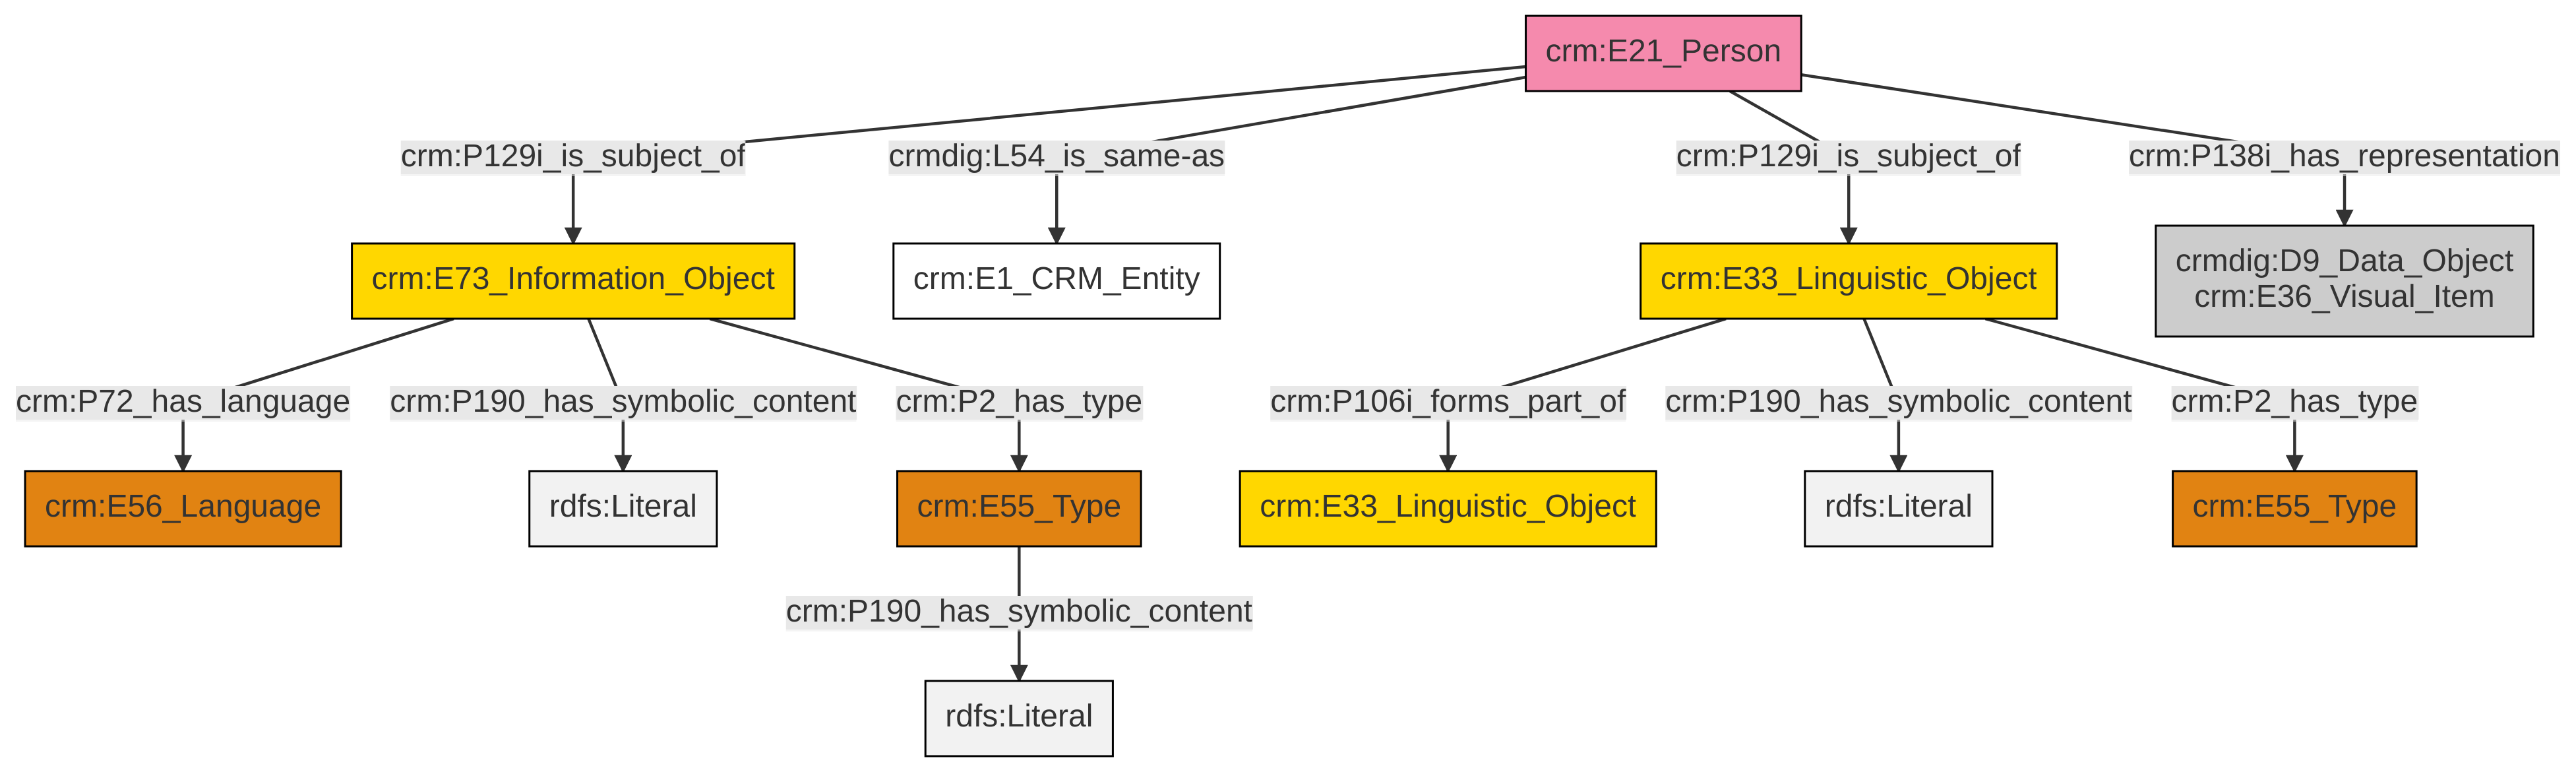 crm:E21_Person
crm:P129i_is_subject_of
crmdig:L54_is_same-as
crm:P129i_is_subject_of
crm:P138i_has_representation
crm:E73_Information_Object
crm:E1_CRM_Entity
crm:E33_Linguistic_Object
crmdig:D9_Data_Object
crm:E36_Visual_Item
crm:P72_has_language
crm:P190_has_symbolic_content
crm:P2_has_type
crm:P106i_forms_part_of
crm:P190_has_symbolic_content
crm:P2_has_type
crm:E56_Language
rdfs:Literal
crm:E55_Type
crm:E33_Linguistic_Object
rdfs:Literal
crm:E55_Type
crm:P190_has_symbolic_content
rdfs:Literal